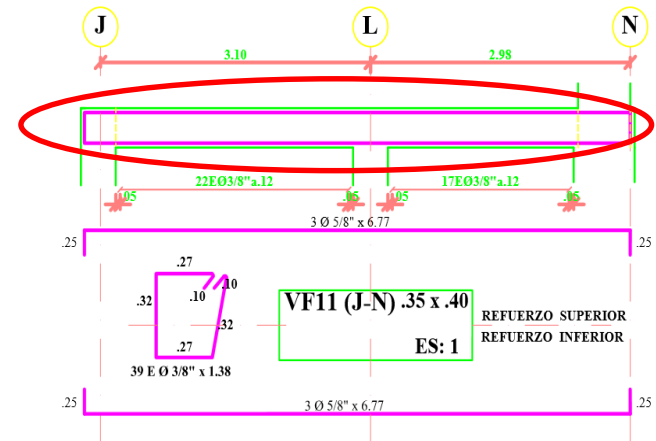 J L N
3.10 2.98
22EØ3/8"a.12 17EØ3/8"a.12
.05 .05 .05 .05
3 Ø 5/8" x 6.77
.25 .25
.27
.10 .10
.32 .32
.27
39 E Ø 3/8" x 1.38
VF11 (J-N) .35 x .40
ES: 1
REFUERZO SUPERIOR
REFUERZO INFERIOR
.25 .25
3 Ø 5/8" x 6.77